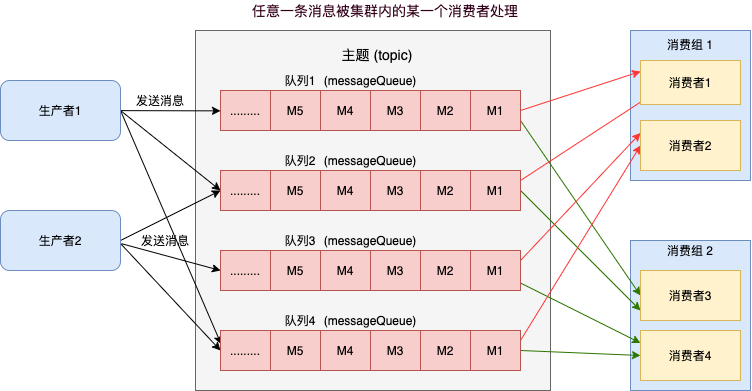 任意一条消息被集群内的某一个消费者处理
主题 (topic)
消费组 1
队列1 (messageQueue)
生产者1
发送消息
......... M5 M4 M3 M2 M1
消费者1
消费者2
队列2 (messageQueue)
......... M5 M4 M3 M2 M1
生产者2
发送消息
队列3 (messageQueue)
......... M5 M4 M3 M2 M1
消费组 2
消费者3
队列4 (messageQueue)
......... M5 M4 M3 M2 M1
消费者4